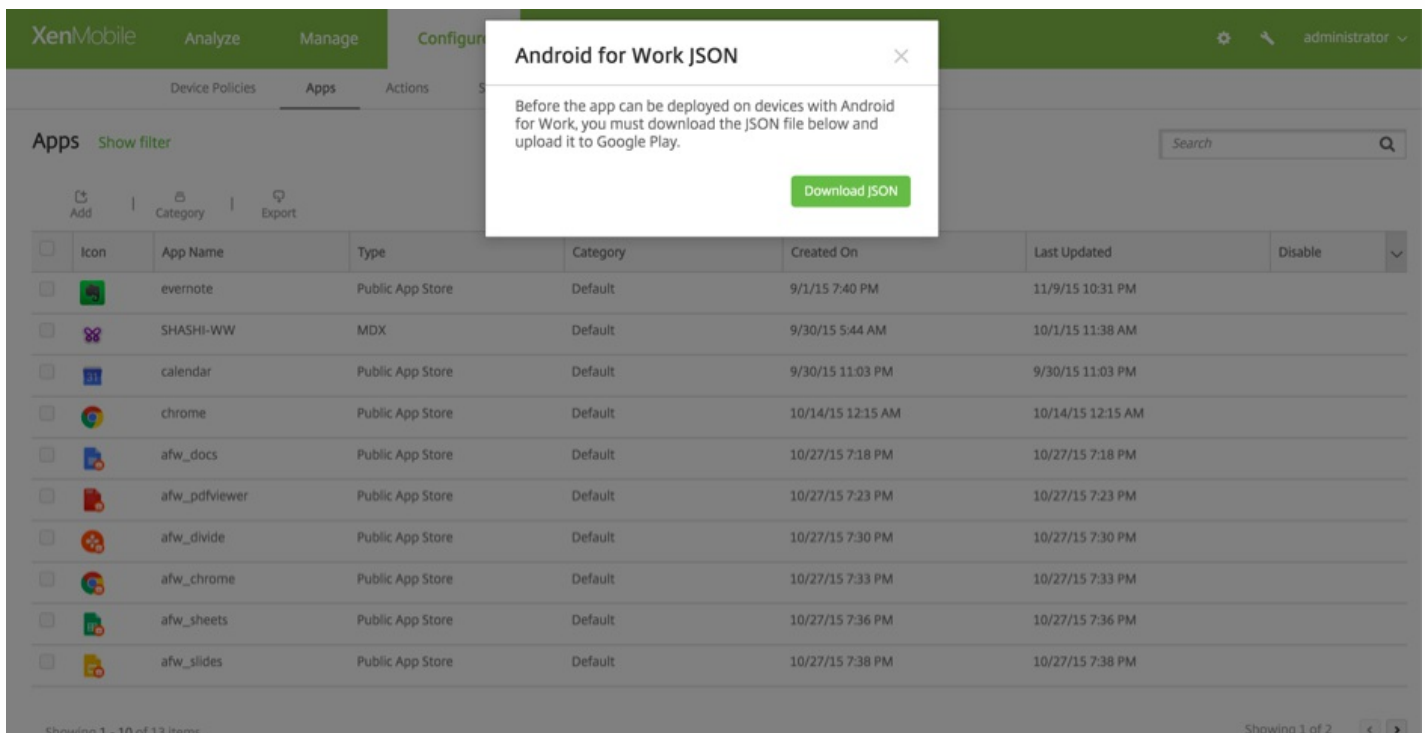 XenMobile Analyze Manage Configure administrator
Device Policies Apps Actions S
Android for Work JSON
Before the app can be deployed on devices with Android
for Work, you must download the JSON file below and
upload it to Google Play.
Download JSON
Apps Show filter
Search
Add | Category | Export
Icon App Name Type Category Created On Last Updated Disable
evernote Public App Store Default 9/1/15 7:40 PM 11/9/15 10:31 PM
SHASHI-WW MDX Default 9/30/15 5:44 AM 10/1/15 11:38 AM
31 calendar Public App Store Default 9/30/15 11:03 PM 9/30/15 11:03 PM
chrome Public App Store Default 10/14/15 12:15 AM 10/14/15 12:15 AM
afw_docs Public App Store Default 10/27/15 7:18 PM 10/27/15 7:18 PM
afw_pdfviewer Public App Store Default 10/27/15 7:23 PM 10/27/15 7:23 PM
afw_divide Public App Store Default 10/27/15 7:30 PM 10/27/15 7:30 PM
afw_chrome Public App Store Default 10/27/15 7:33 PM 10/27/15 7:33 PM
afw_sheets Public App Store Default 10/27/15 7:36 PM 10/27/15 7:36 PM
afw_slides Public App Store Default 10/27/15 7:38 PM 10/27/15 7:38 PM
Showing 1 - 10 of 13 items Showing 1 of 2